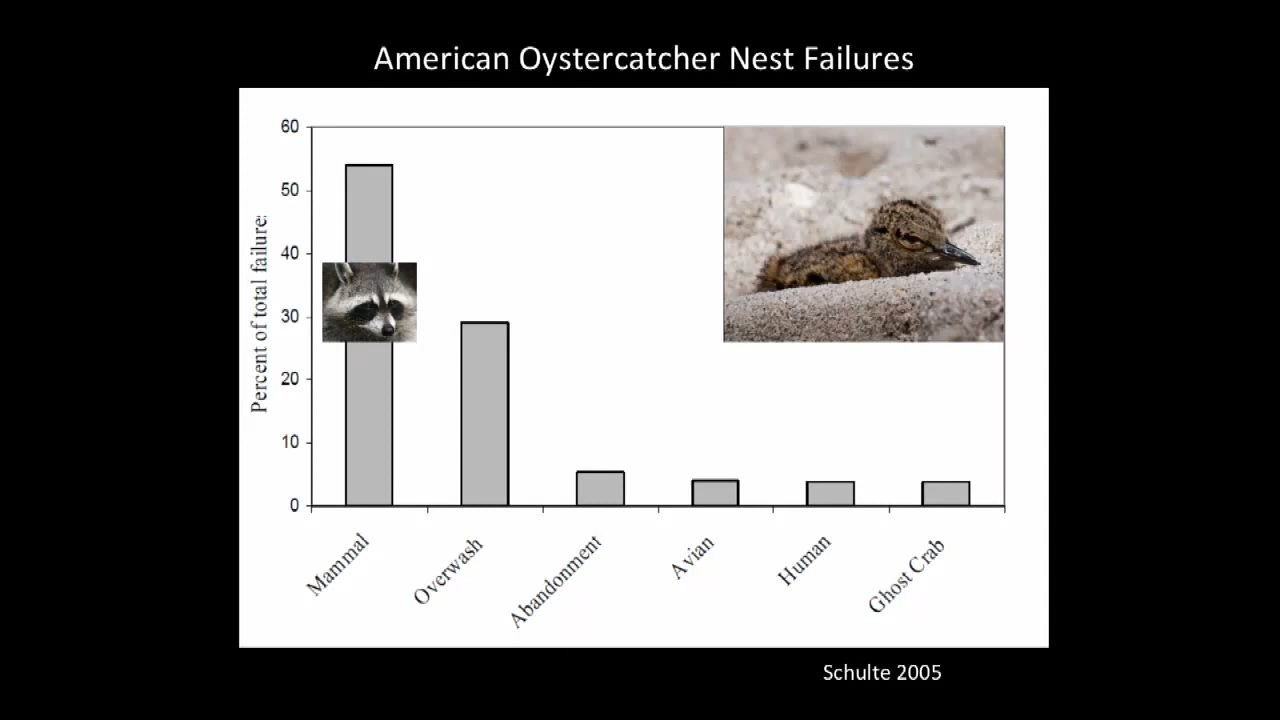 American Oystercatcher Nest Failures
60
50
40
30
20
10
0
Percent of total failure:
Mammal
Overwash
Abandonment
Avian
Human
Ghost Crab
Schulte 2005